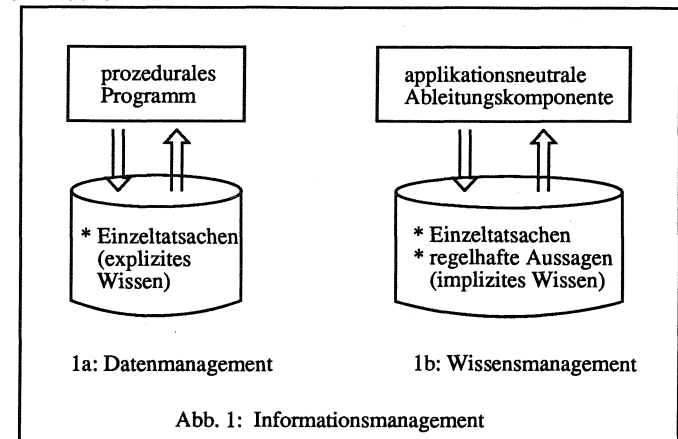 prozedurales
Programm
* Einzeltatsachen
(explizites
Wissen)
1a: Datenmanagement
applikationsneutrale
Ableitungskomponente
* Einzeltatsachen
* regelhafte Aussagen
(implizites Wissen)
1b: Wissensmanagement
Abb. 1: Informationsmanagement